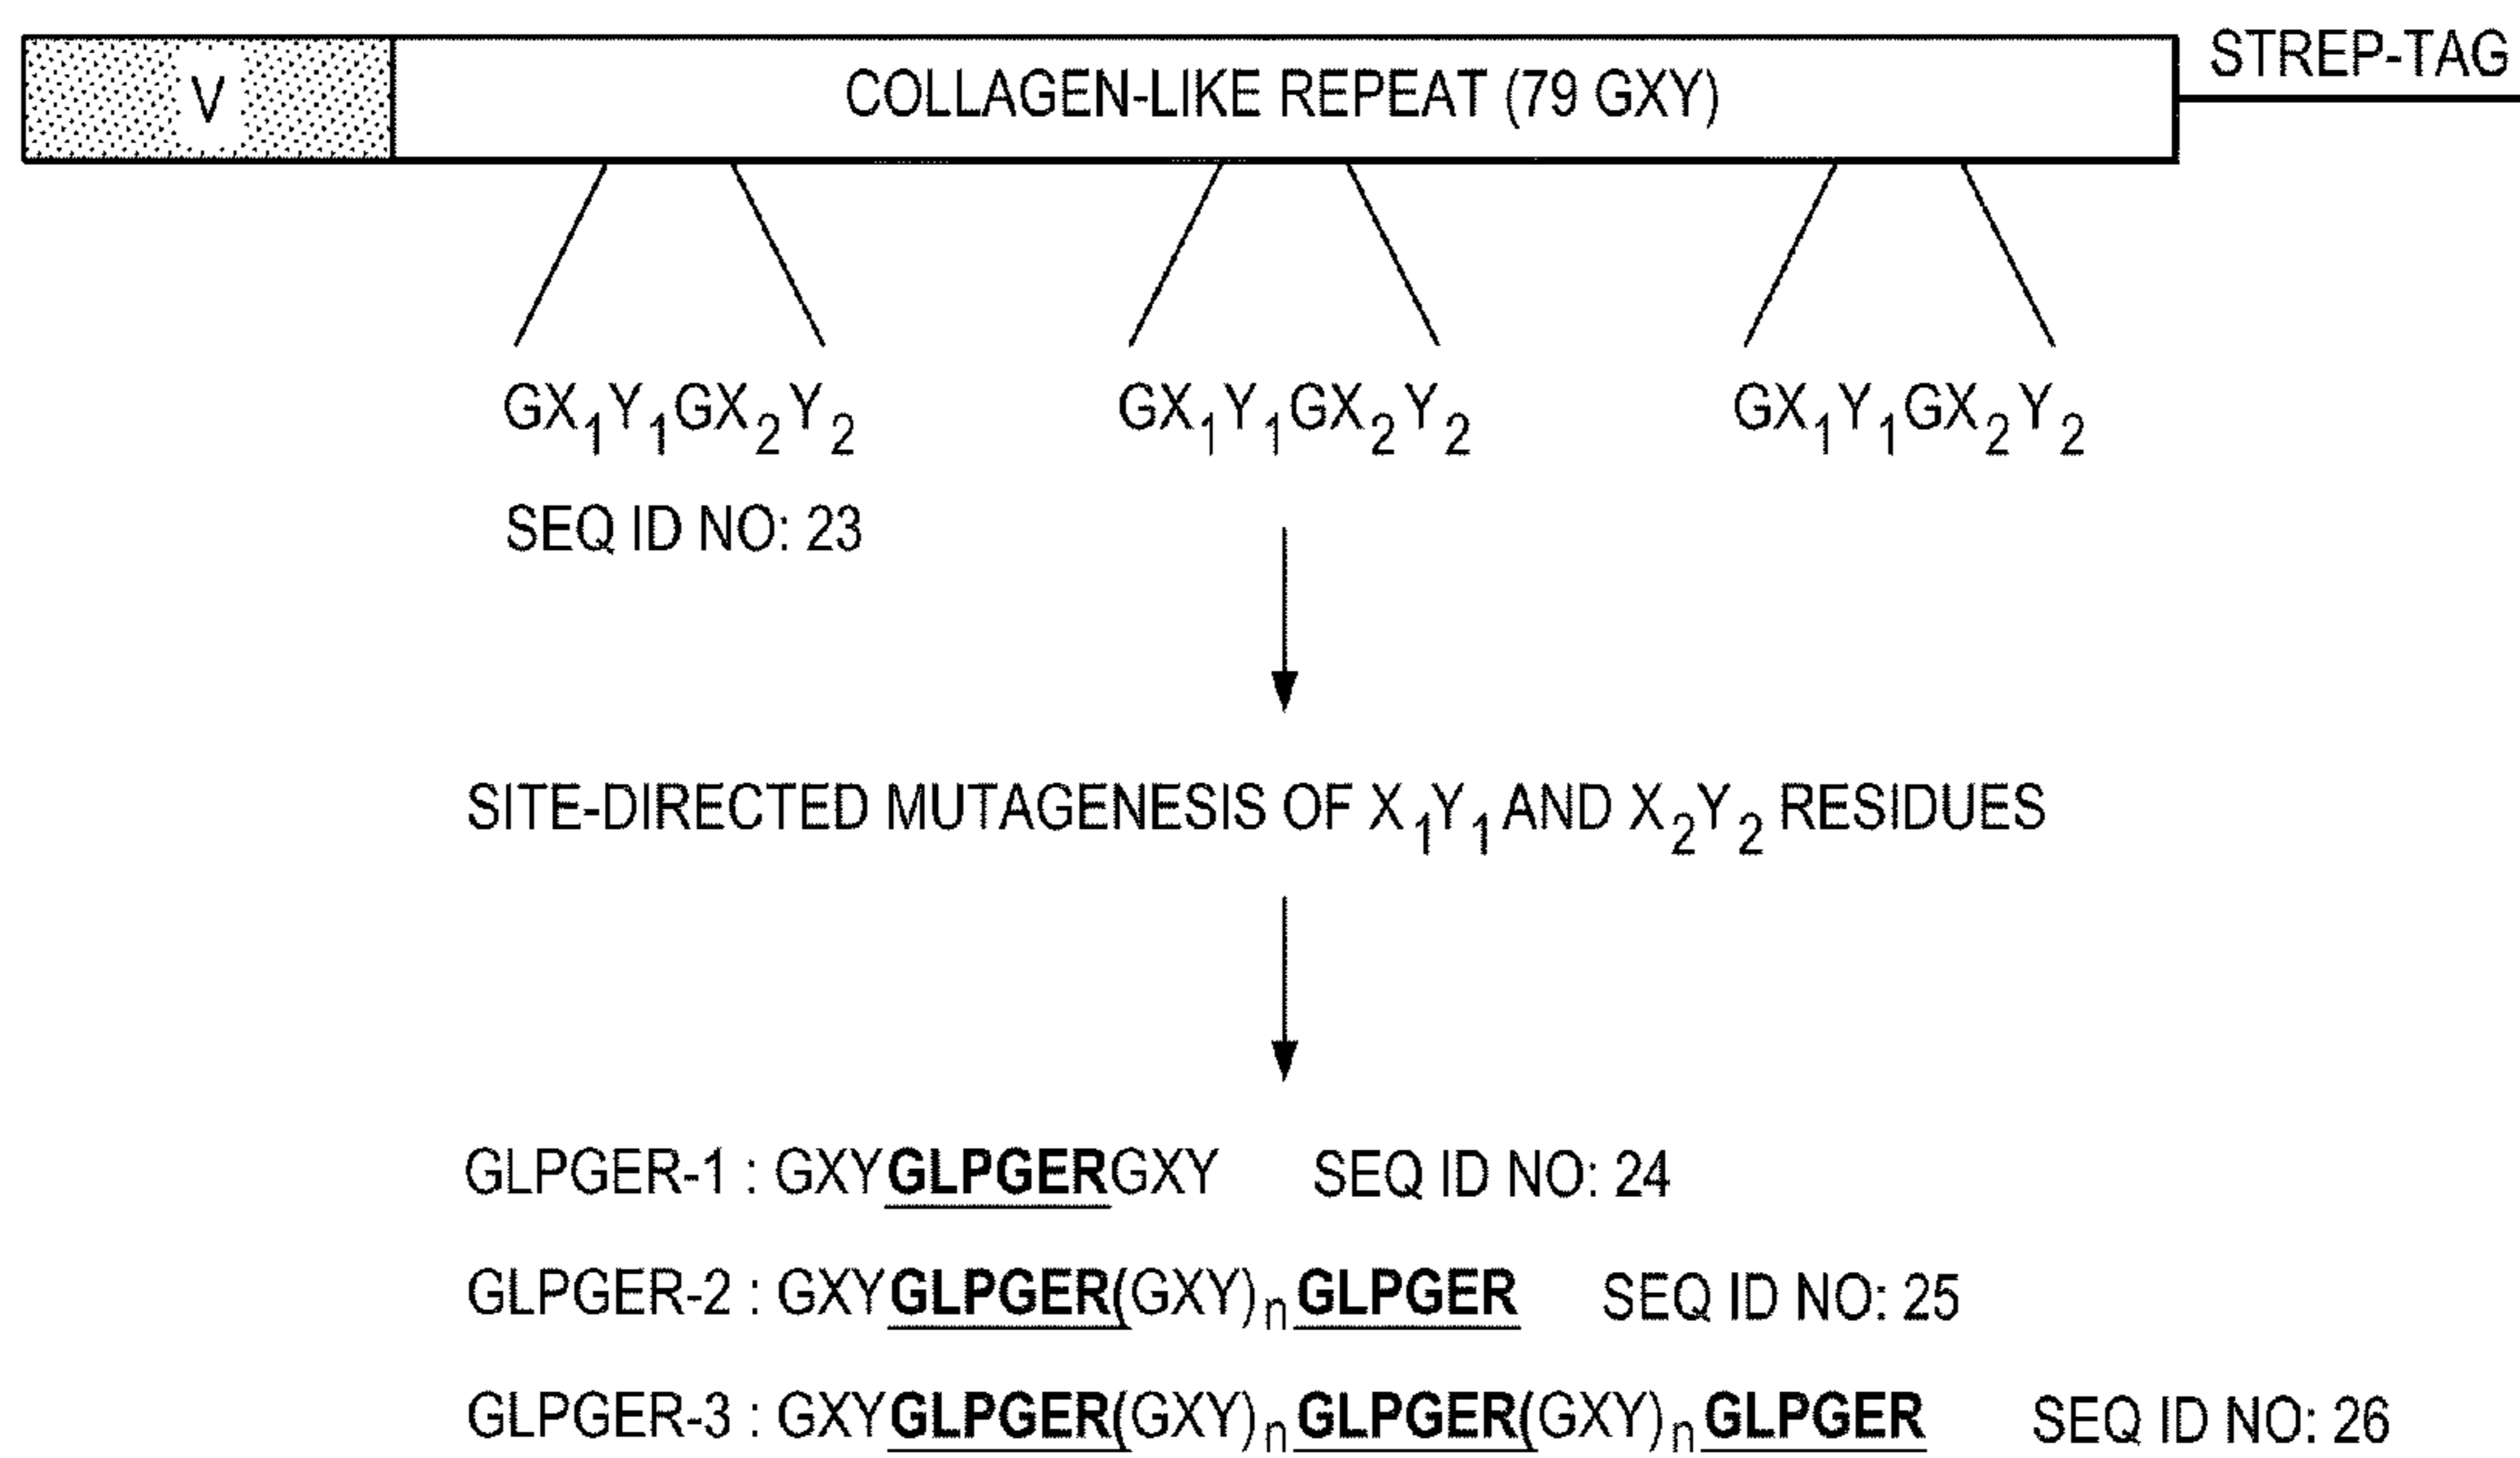 STREP-TAG
V COLLAGEN-LIKE REPEAT (79 GXY)
GX₁Y₁GX₂Y₂ GX₁Y₁GX₂Y₂ GX₁Y₁GX₂Y₂
SEQ ID NO: 23
SITE-DIRECTED MUTAGENESIS OF X₁Y₁ AND X₂Y₂ RESIDUES
GLPGER-1 : GXYGLPGERGXY SEQ ID NO: 24
GLPGER-2 : GXYGLPGER(GXY)ₙGLPGER SEQ ID NO: 25
GLPGER-3 : GXYGLPGER(GXY)ₙGLPGER(GXY)ₙGLPGER SEQ ID NO: 26